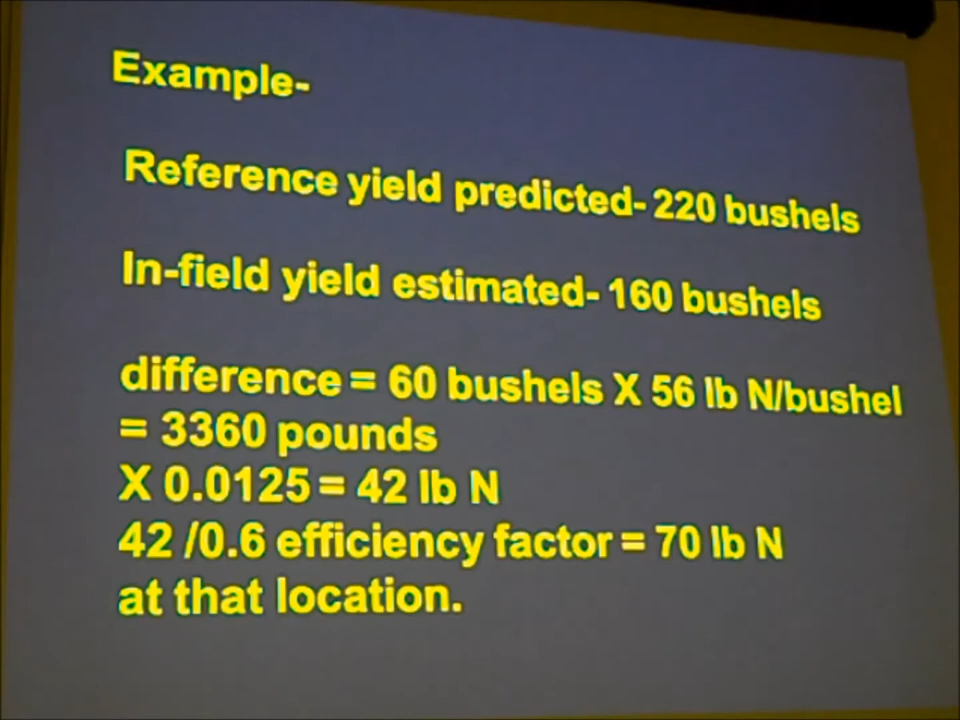 Example-
Reference yield predicted- 220 bushels
In-field yield estimated- 160 bushels
difference = 60 bushels X 56 lb N/bushel
= 3360 pounds
X 0.0125 = 42 lb N
42 /0.6 efficiency factor = 70 lb N
at that location.